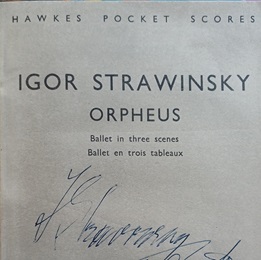 HAWKES POCKET SCORES
IGOR STRAWINSKY
ORPHEUS
Ballet in three scenes
Ballet en trois tableaux